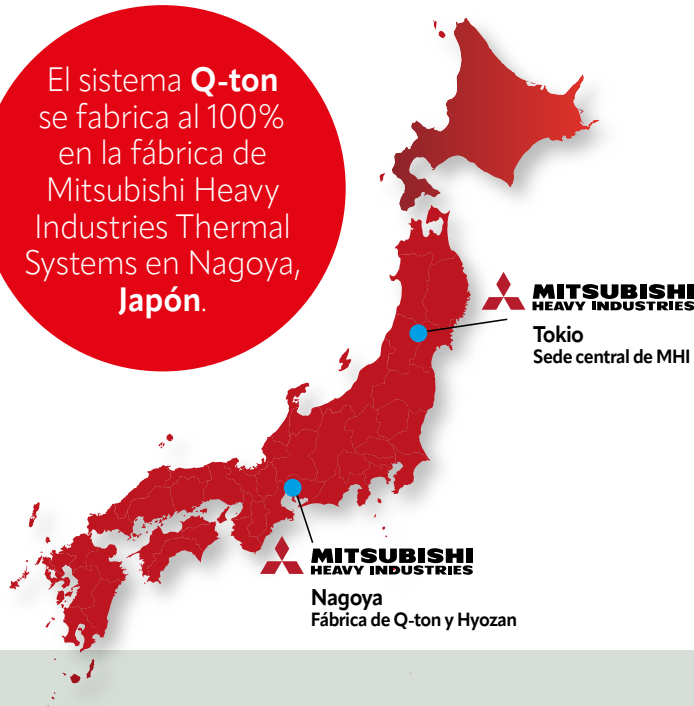 El sistema Q-ton
se fabrica al 100%
en la fábrica de
Mitsubishi Heavy
Industries Thermal
Systems en Nagoya,
Japón.
MITSUBISHI
HEAVY INDUSTRIES
Tokio
Sede central de MHI
MITSUBISHI
HEAVY INDUSTRIES
Nagoya
Fábrica de Q-ton y Hyozan